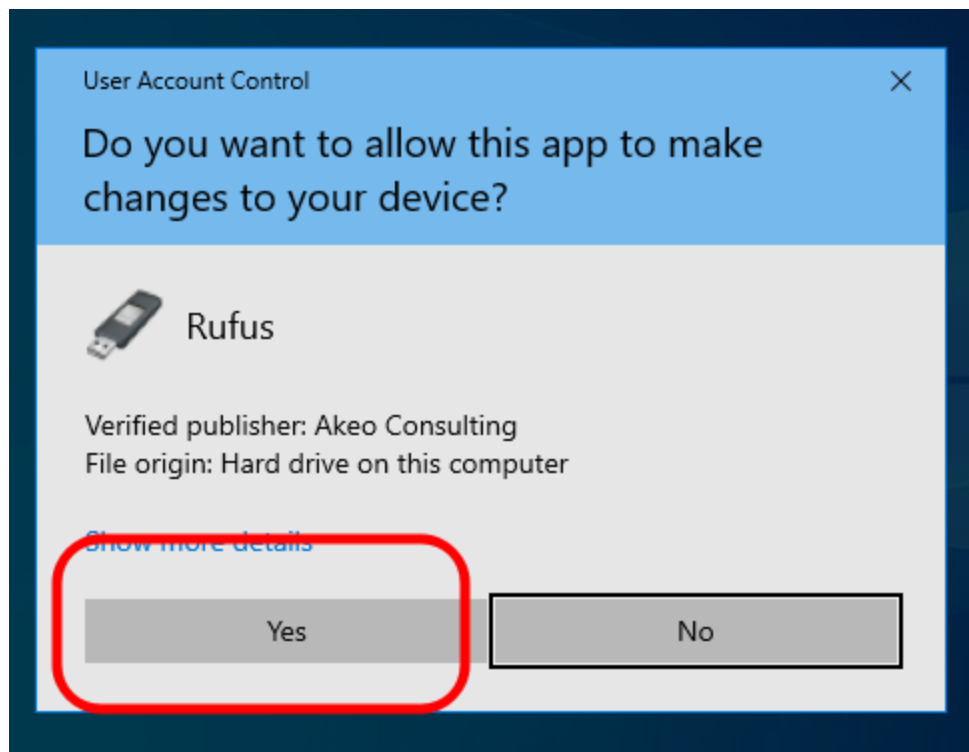 User Account Control
Do you want to allow this app to make
changes to your device?
Rufus
Verified publisher: Akeo Consulting
File origin: Hard drive on this computer
Show more details
Yes
No